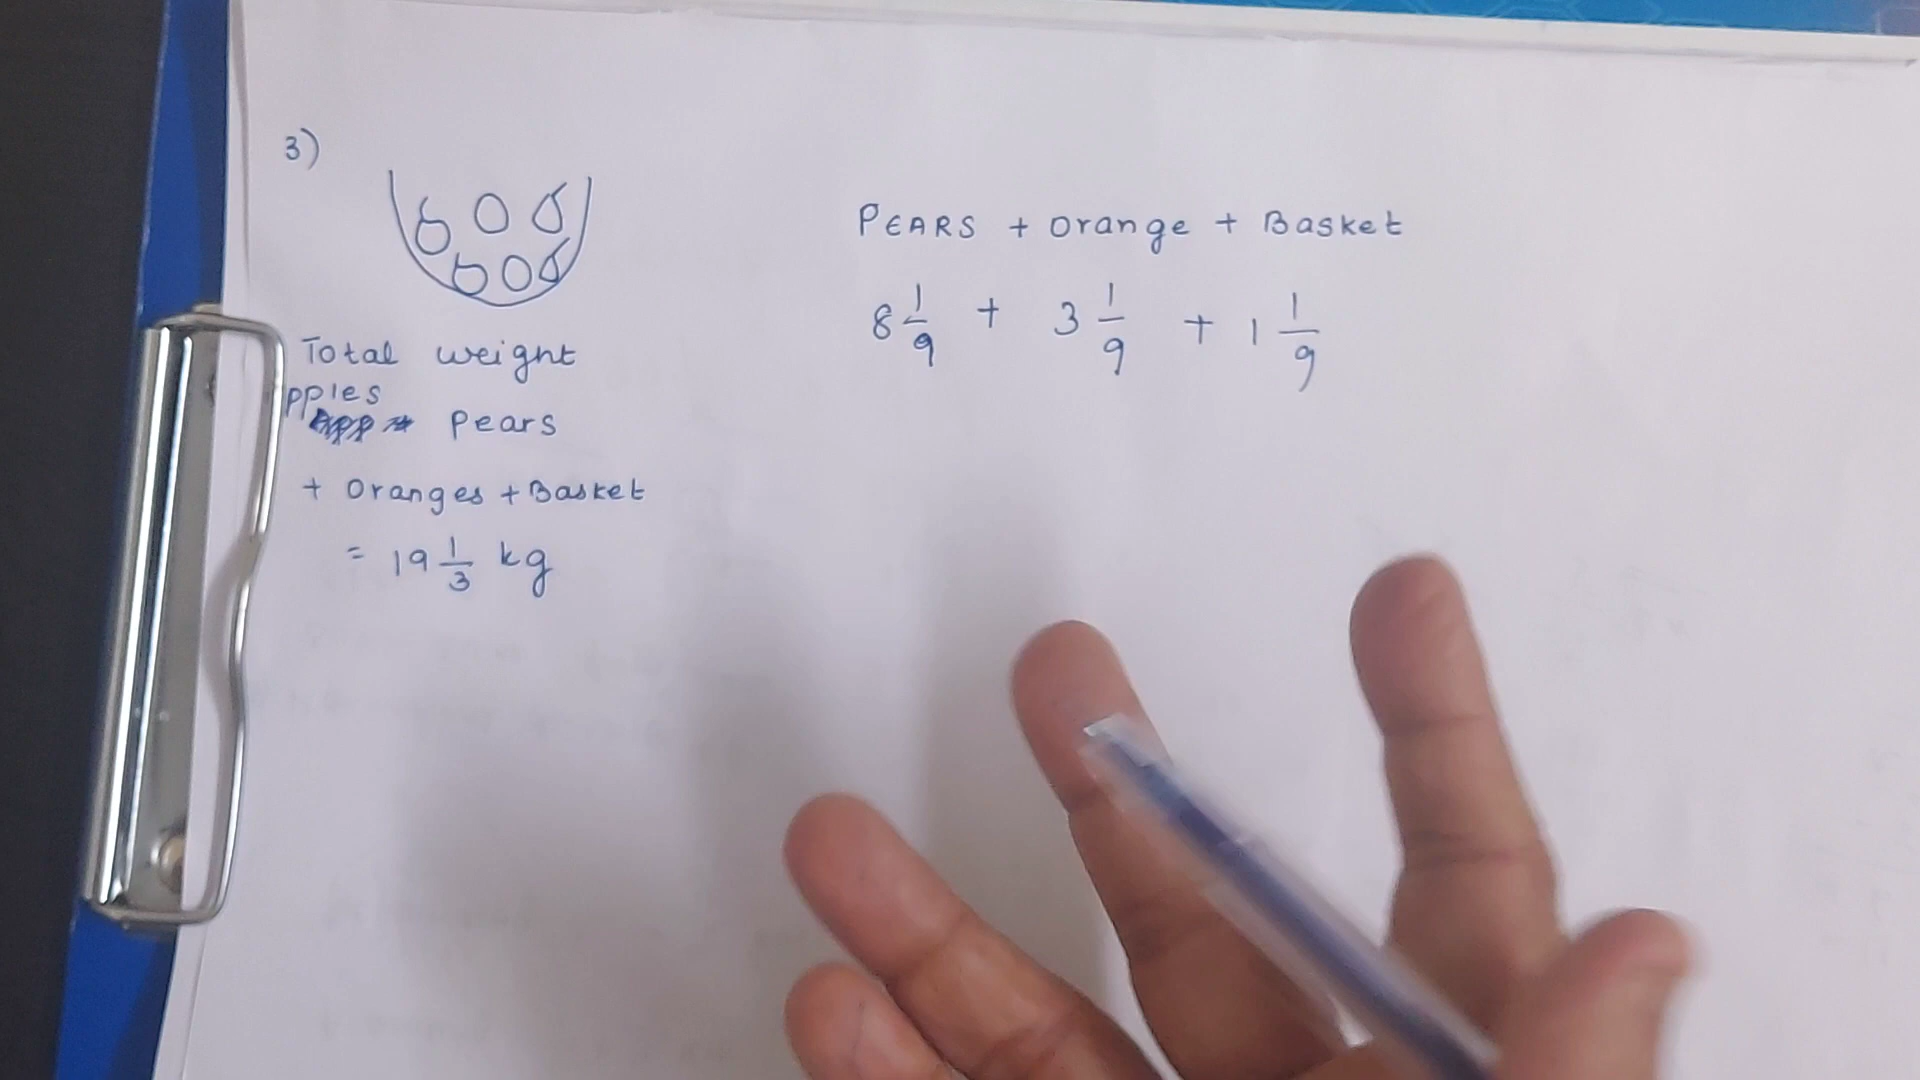 3)
Total weight
pples
Pears
+ Oranges + Basket
= 19 1/3 kg
PEARS + Orange + Basket
8 1/9 + 3 1/9 + 1 1/9